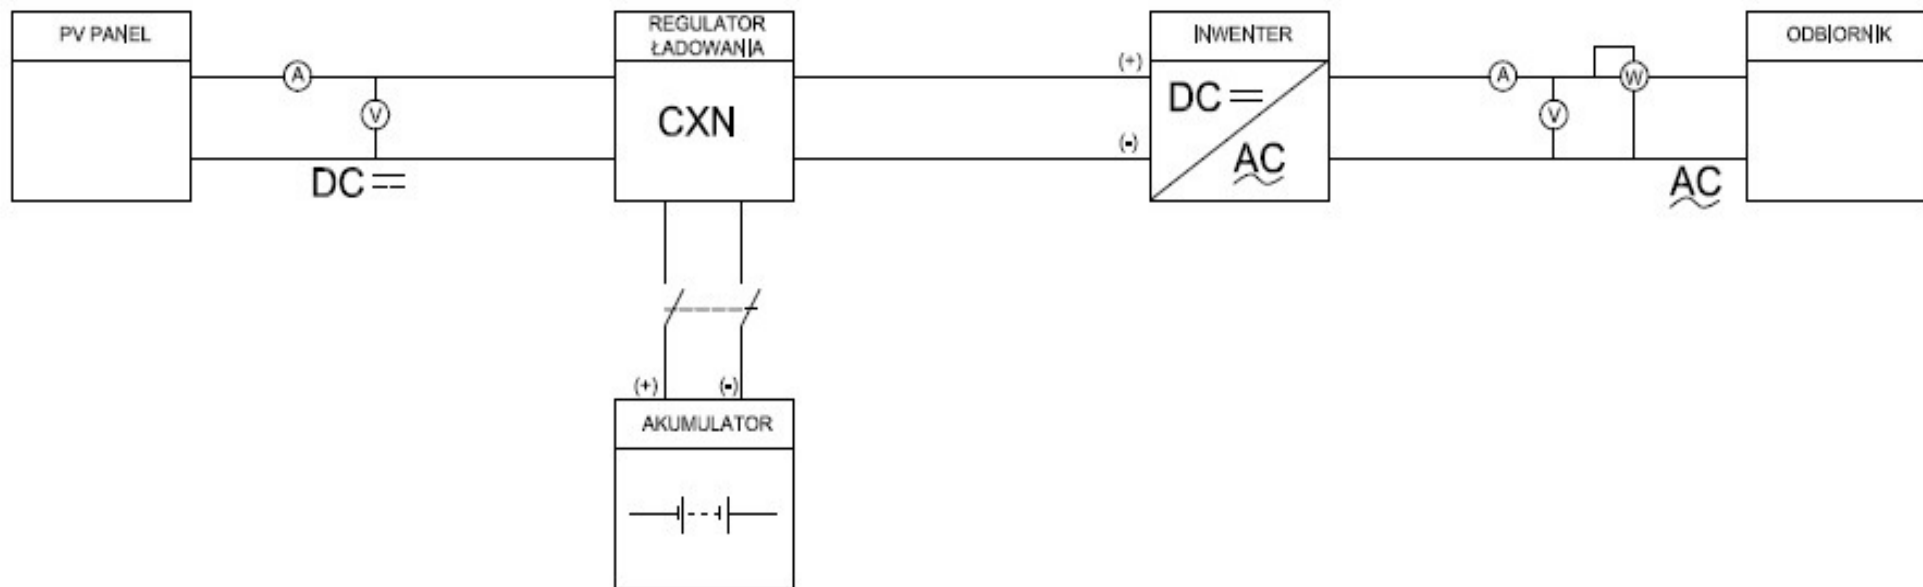 PV PANEL
REGULATOR
ŁADOWANIA
INWENTER
ODBIORNIK
A
V
DC
CXN
(+)
(-)
DC
AC
A
V
W
AC
(+)
(-)
AKUMULATOR